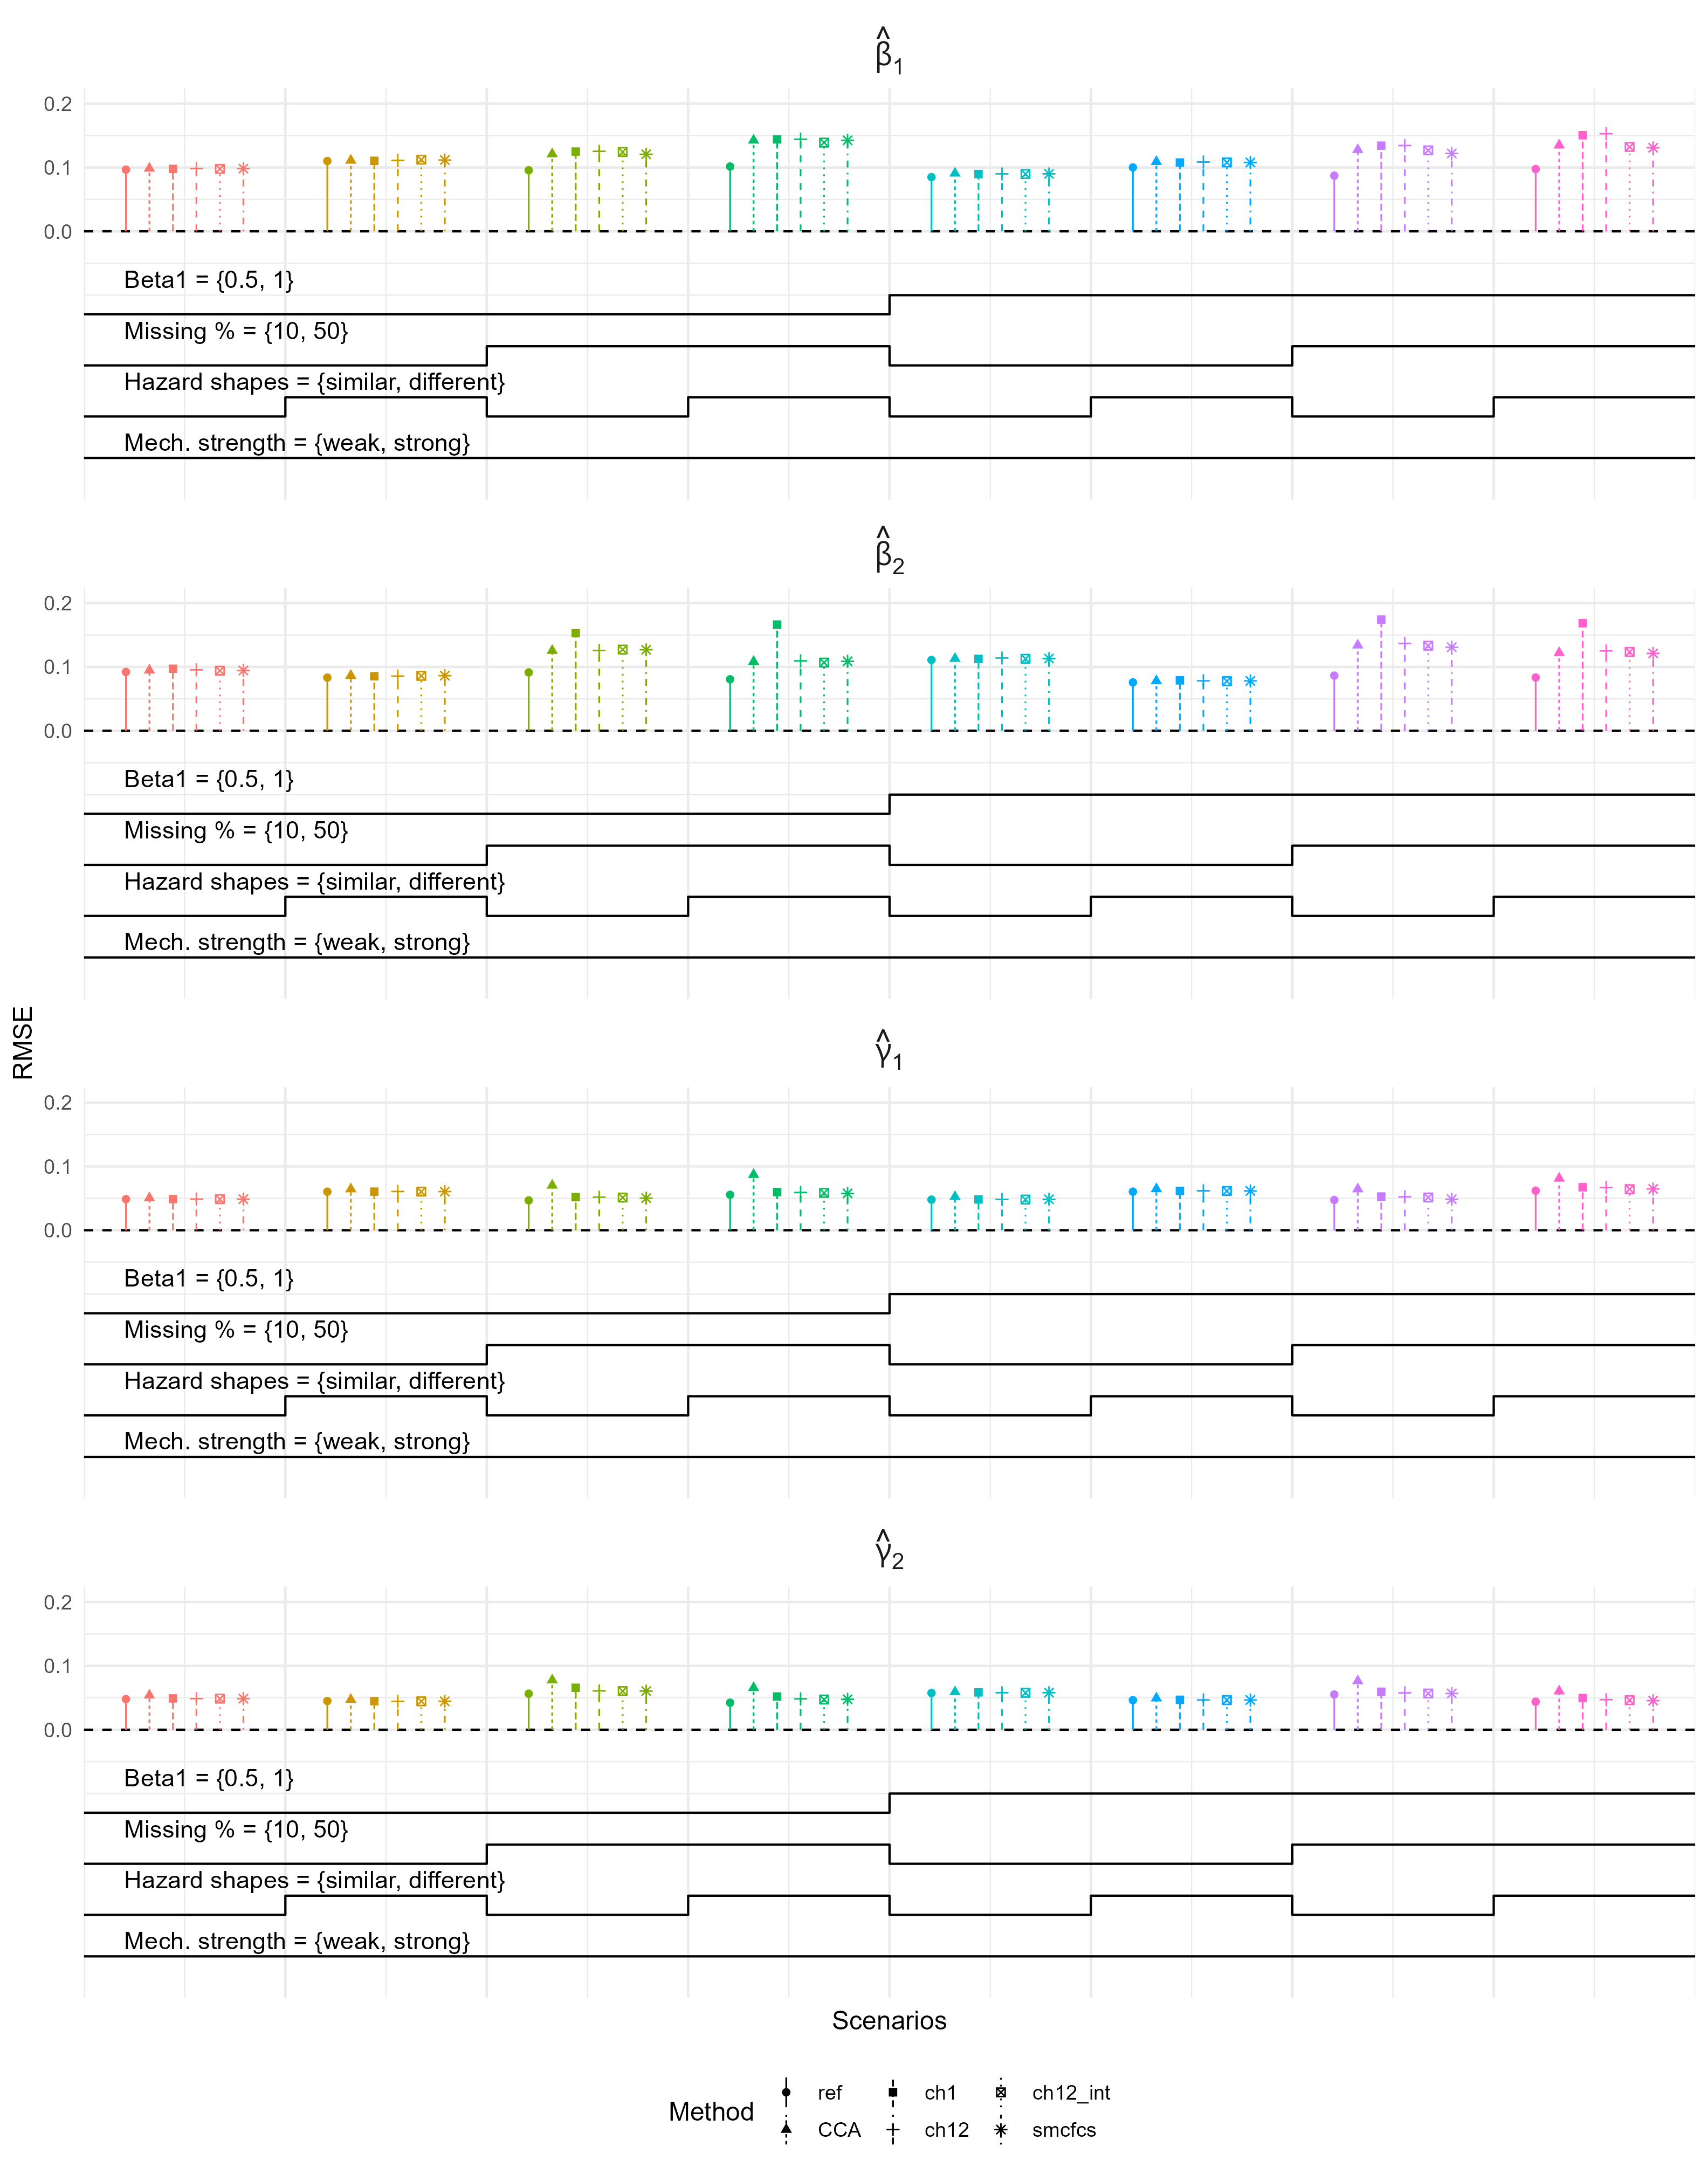 β̂₁
0.2
0.1
0.0
Beta1 = {0.5, 1}
Missing % = {10, 50}
Hazard shapes = {similar, different}
Mech. strength = {weak, strong}
β̂₂
0.2
0.1
0.0
Beta1 = {0.5, 1}
Missing % = {10, 50}
Hazard shapes = {similar, different}
Mech. strength = {weak, strong}
RMSE
γ̂₁
0.2
0.1
0.0
Beta1 = {0.5, 1}
Missing % = {10, 50}
Hazard shapes = {similar, different}
Mech. strength = {weak, strong}
γ̂₂
0.2
0.1
0.0
Beta1 = {0.5, 1}
Missing % = {10, 50}
Hazard shapes = {similar, different}
Mech. strength = {weak, strong}
Scenarios
Method
ref ch1 ch12_int
CCA ch12 smcfcs